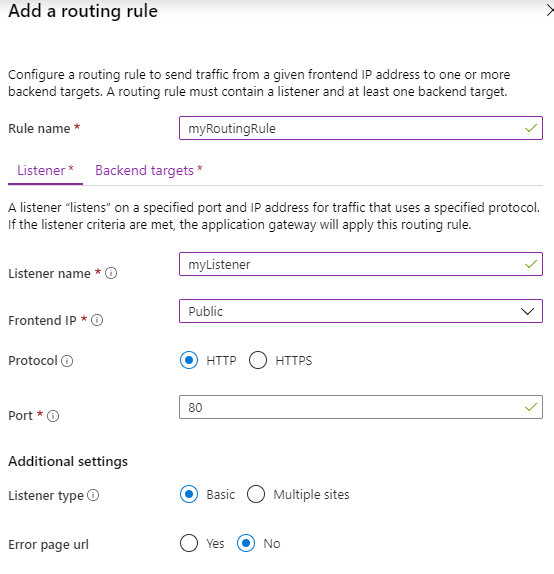 Add a routing rule
Configure a routing rule to send traffic from a given frontend IP address to one or more
backend targets. A routing rule must contain a listener and at least one backend target.
Rule name * myRoutingRule
Listener * Backend targets *
A listener “listens” on a specified port and IP address for traffic that uses a specified protocol.
If the listener criteria are met, the application gateway will apply this routing rule.
Listener name * myListener
Frontend IP * Public
Protocol HTTP HTTPS
Port * 80
Additional settings
Listener type Basic Multiple sites
Error page url Yes No